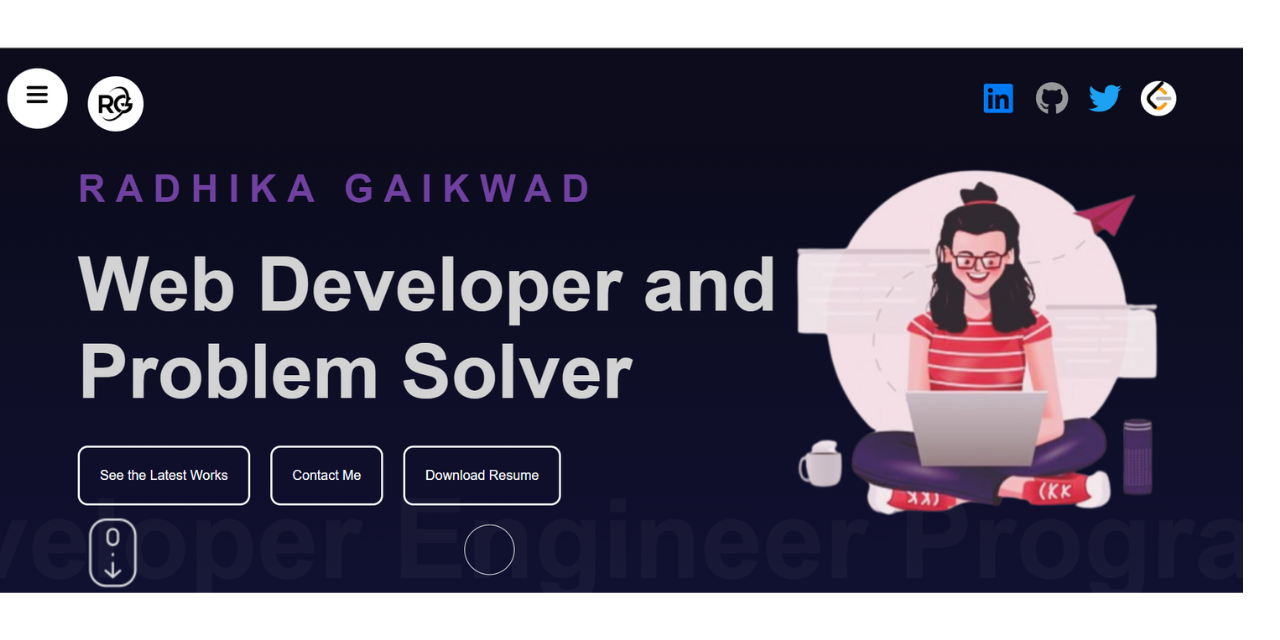 RG
in
RADHIKA GAIKWAD
Web Developer and
Problem Solver
See the Latest Works
Contact Me
Download Resume
veloper Engineer Progra